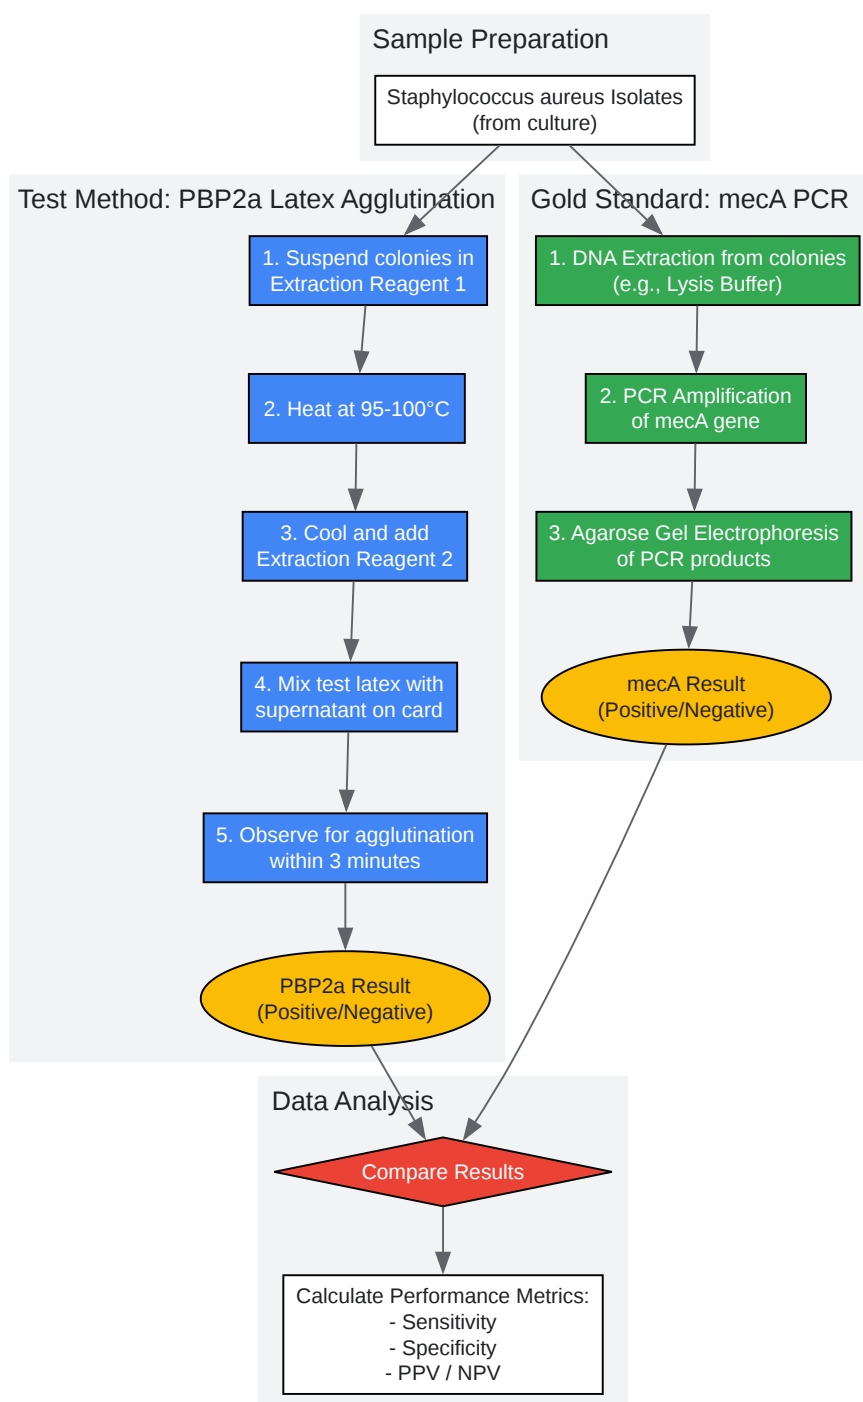 Sample Preparation
Staphylococcus aureus Isolates
(from culture)
Test Method: PBP2a Latex Agglutination
1. Suspend colonies in
Extraction Reagent 1
2. Heat at 95-100°C
3. Cool and add
Extraction Reagent 2
4. Mix test latex with
supernatant on card
5. Observe for agglutination
within 3 minutes
PBP2a Result
(Positive/Negative)
Gold Standard: mecA PCR
1. DNA Extraction from colonies
(e.g., Lysis Buffer)
2. PCR Amplification
of mecA gene
3. Agarose Gel Electrophoresis
of PCR products
mecA Result
(Positive/Negative)
Data Analysis
Compare Results
Calculate Performance Metrics:
- Sensitivity
- Specificity
- PPV / NPV